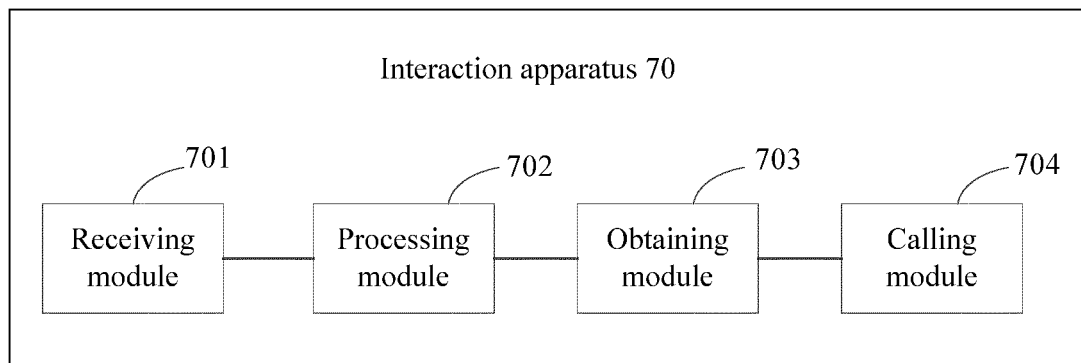 Interaction apparatus 70
701
702
703
704
Receiving
module
Processing
module
Obtaining
module
Calling
module